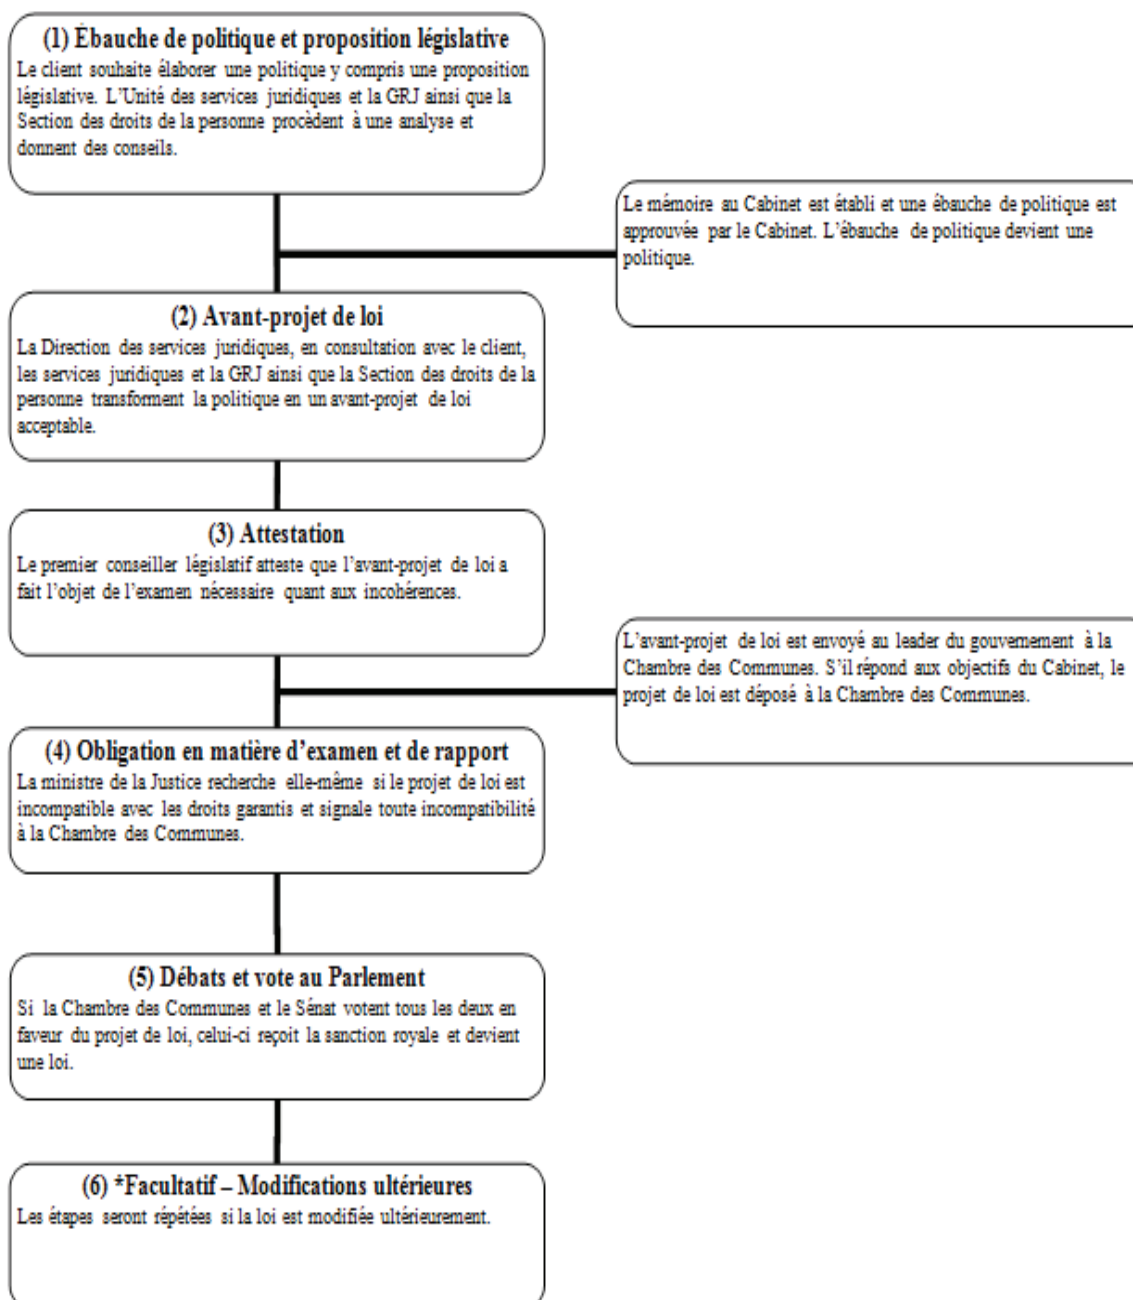 (1) Ébauche de politique et proposition législative
Le client souhaite élaborer une politique y compris une proposition
législative. L'Unité des services juridiques et la GRJ ainsi que la
Section des droits de la personne procèdent à une analyse et
donnent des conseils.
Le mémoire au Cabinet est établi et une ébauche de politique est
approuvée par le Cabinet. L'ébauche de politique devient une
politique.
(2) Avant-projet de loi
La Direction des services juridiques, en consultation avec le client,
les services juridiques et la GRJ ainsi que la Section des droits de la
personne transforment la politique en un avant-projet de loi
acceptable.
(3) Attestation
Le premier conseiller législatif atteste que l'avant-projet de loi a
fait l'objet de l'examen nécessaire quant aux incohérences.
L'avant-projet de loi est envoyé au leader du gouvernement à la
Chambre des Communes. S'il répond aux objectifs du Cabinet, le
projet de loi est déposé à la Chambre des Communes.
(4) Obligation en matière d'examen et de rapport
La ministre de la Justice recherche elle-même si le projet de loi est
incompatible avec les droits garantis et signale toute incompatibilité
à la Chambre des Communes.
(5) Débats et vote au Parlement
Si la Chambre des Communes et le Sénat votent tous les deux en
faveur du projet de loi, celui-ci reçoit la sanction royale et devient
une loi.
(6) *Facultatif – Modifications ultérieures
Les étapes seront répétées si la loi est modifiée ultérieurement.